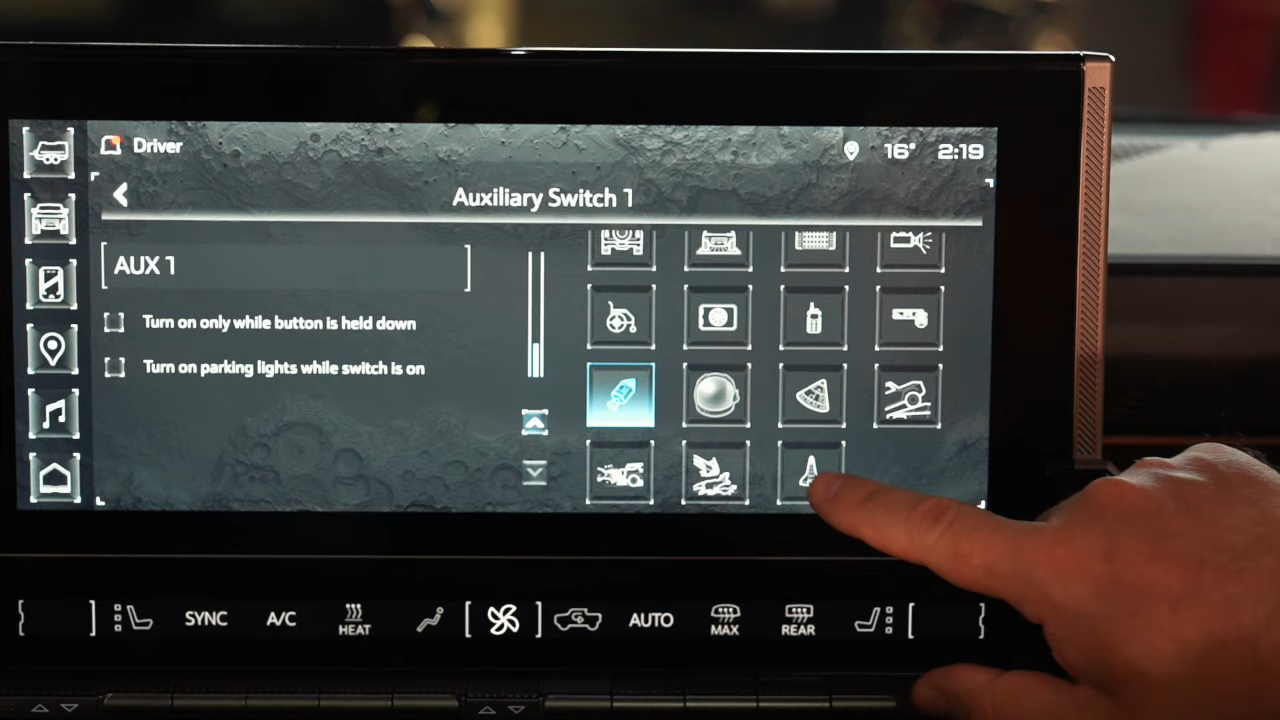 Driver
16° 2:19
Auxiliary Switch 1
AUX 1
Turn on only while button is held down
Turn on parking lights while switch is on
SYNC A/C HEAT AUTO MAX REAR